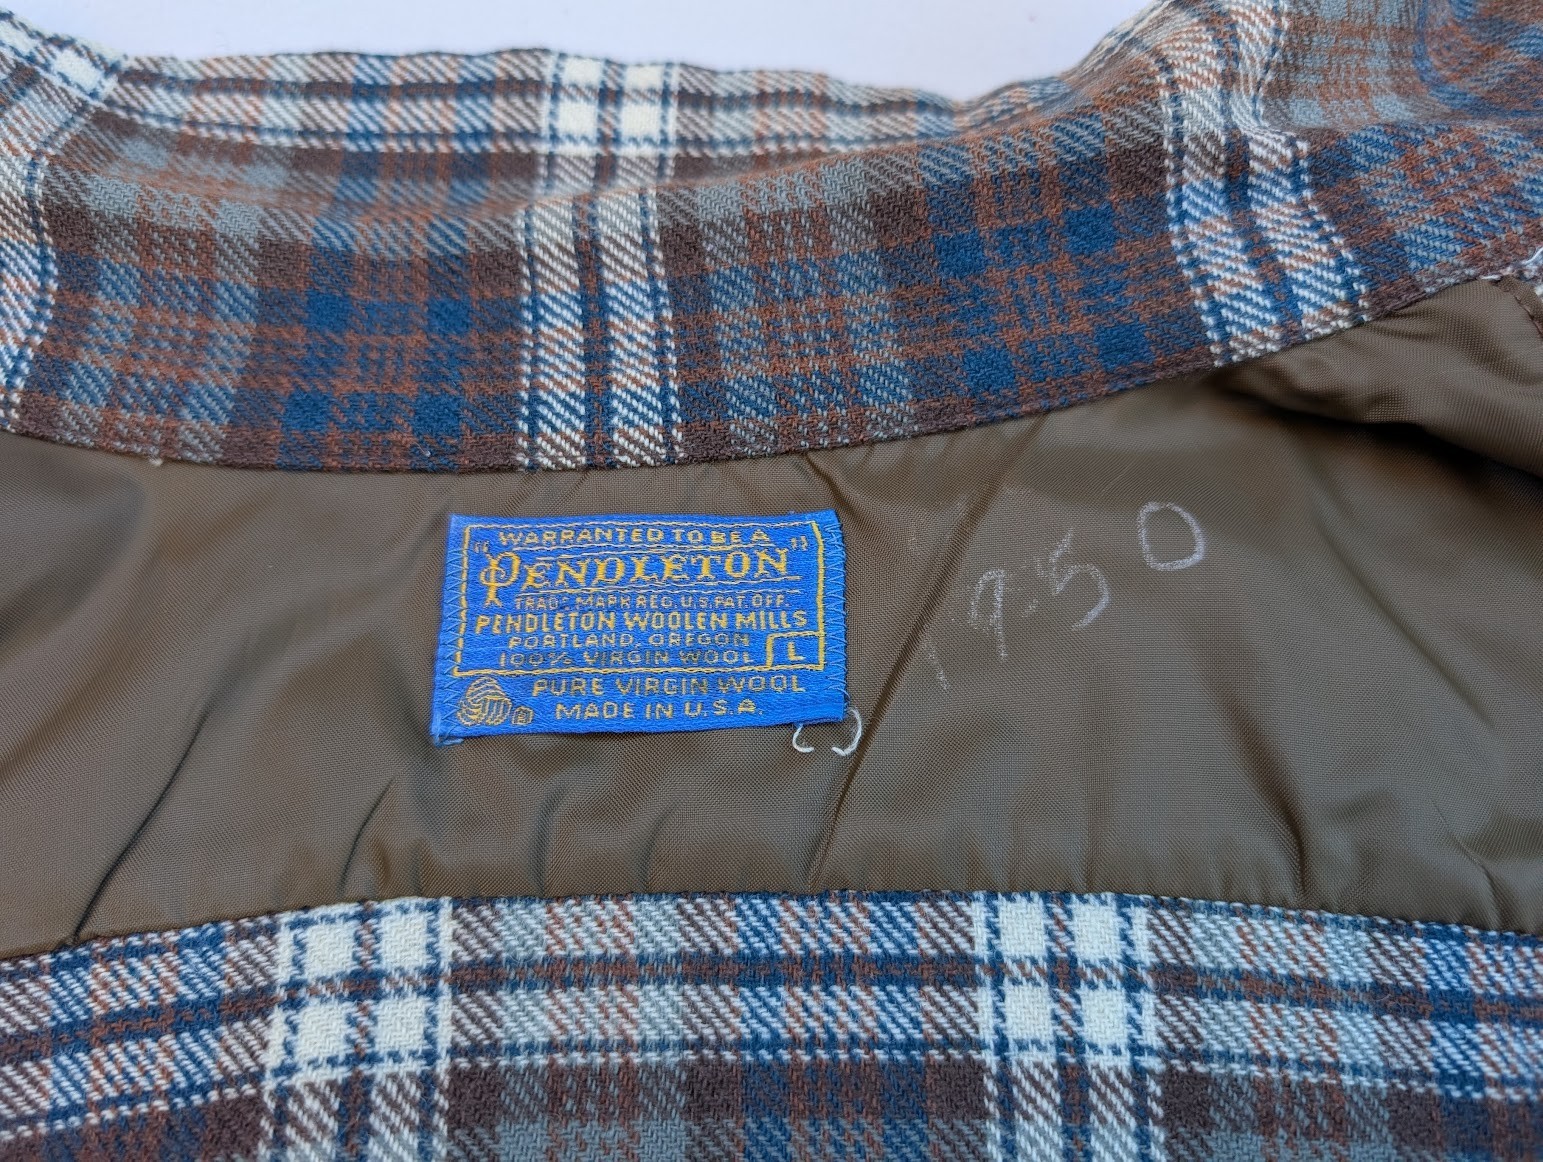 WARRANTED TO BE A
"PENDLETON"
TRADE MARK REG. U.S. PAT. OFF.
PENDLETON WOOLEN MILLS
PORTLAND, OREGON
100% VIRGIN WOOL L
PURE VIRGIN WOOL
MADE IN U.S.A.
1950